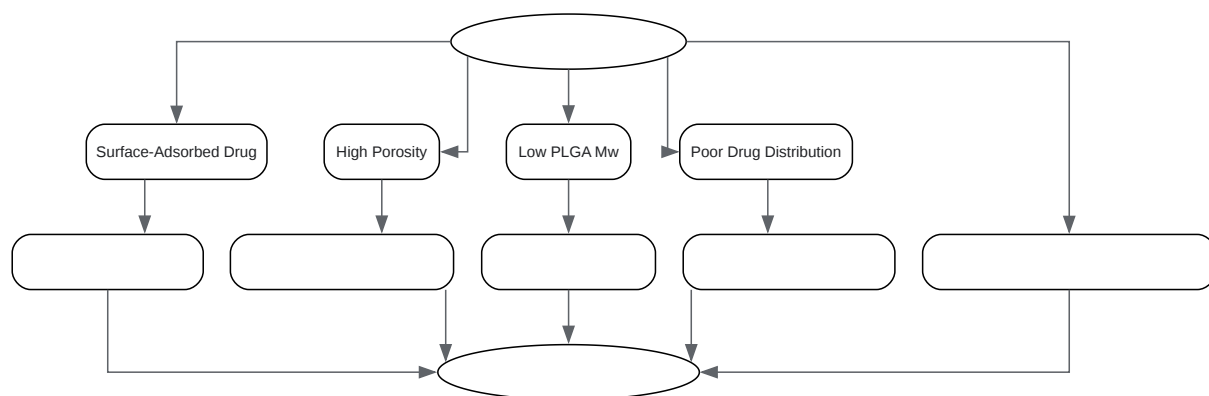 Surface-Adsorbed Drug
High Porosity
Low PLGA Mw
Poor Drug Distribution